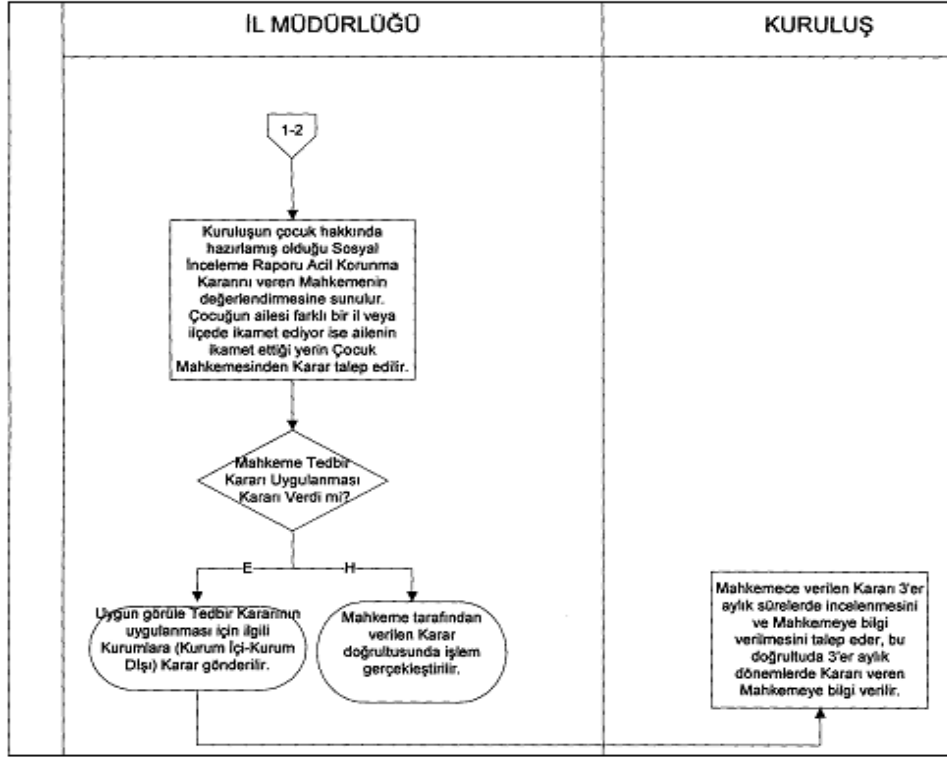 İL MÜDÜRLÜĞÜ
KURULUŞ
1-2
Kuruluşun çocuk hakkında
hazırlamış olduğu Sosyal
İnceleme Raporu Acil Korunma
Kararını veren Mahkemenin
değerlendirmesine sunulur.
Çocuğun ailesi farklı bir il veya
ilçede ikamet ediyor ise ailenin
ikamet ettiği yerin Çocuk
Mahkemesinden Karar talep edilir.
Mahkeme Tedbir
Kararı Uygulanması
Kararı Verdi mi?
E
H
Uygun görüle Tedbir Kararının
uygulanması için ilgili
Kurumlara (Kurum İçi-Kurum
DIşı) Karar gönderilir.
Mahkeme tarafından
verilen Karar
doğrultusunda işlem
gerçekleştirilir.
Mahkemece verilen Kararı 3'er
aylık sürelerde incelenmesini
ve Mahkemeye bilgi
verilmesini talep eder, bu
doğrultuda 3'er aylık
dönemlerde Kararı veren
Mahkemeye bilgi verilir.